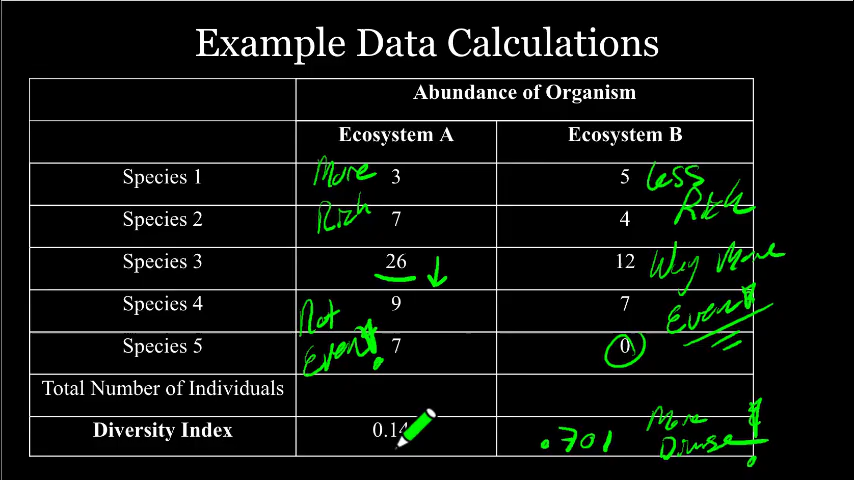 Example Data Calculations
Abundance of Organism
Ecosystem A Ecosystem B
Species 1 More 3 5 Less
Species 2 Rich 7 4 Rich
Species 3 26 12 Way More
Species 4 Not 9 7 Even!
Species 5 Even! 7 0
Total Number of Individuals
Diversity Index 0.14 .701 More